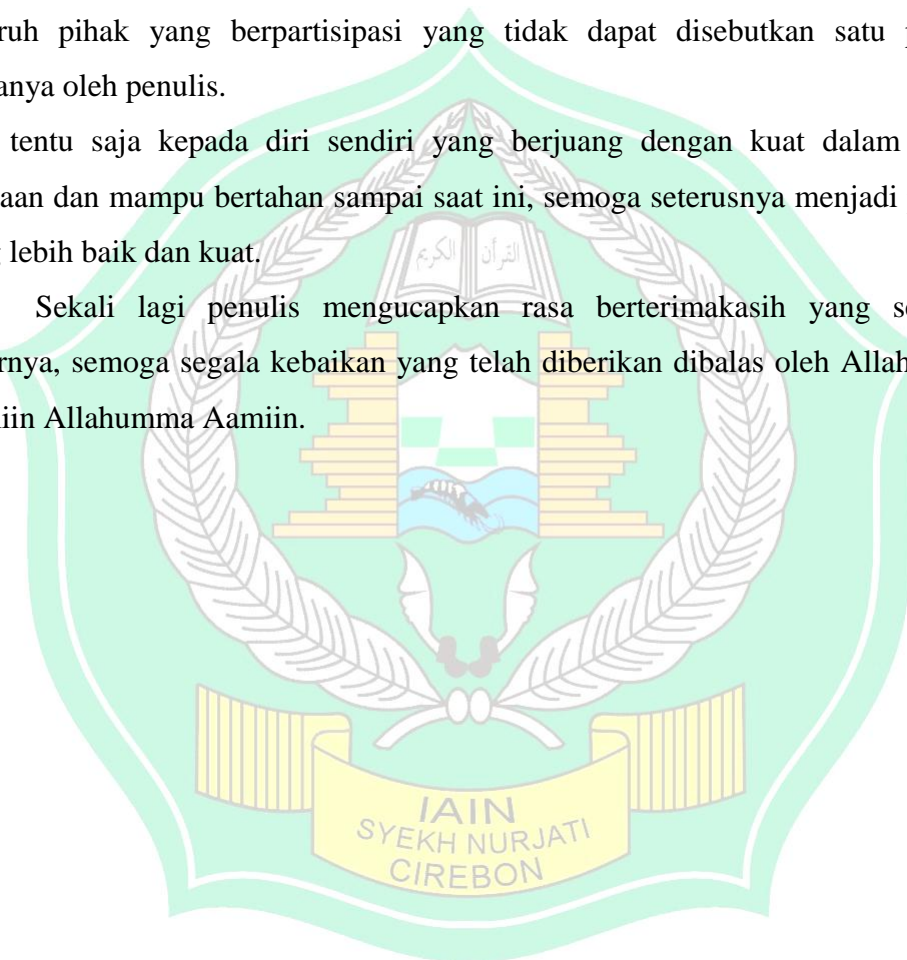 ruh pihak yang berpartisipasi yang tidak dapat disebutkan satu p
anya oleh penulis.
tentu saja kepada diri sendiri yang berjuang dengan kuat dalam
aan dan mampu bertahan sampai saat ini, semoga seterusnya menjadi
lebih baik dan kuat.
القرآن الكريم
Sekali lagi penulis mengucapkan rasa berterimakasih yang se
rnya, semoga segala kebaikan yang telah diberikan dibalas oleh Allah
iin Allahumma Aamiin.
IAIN
SYEKH NURJATI
CIREBON